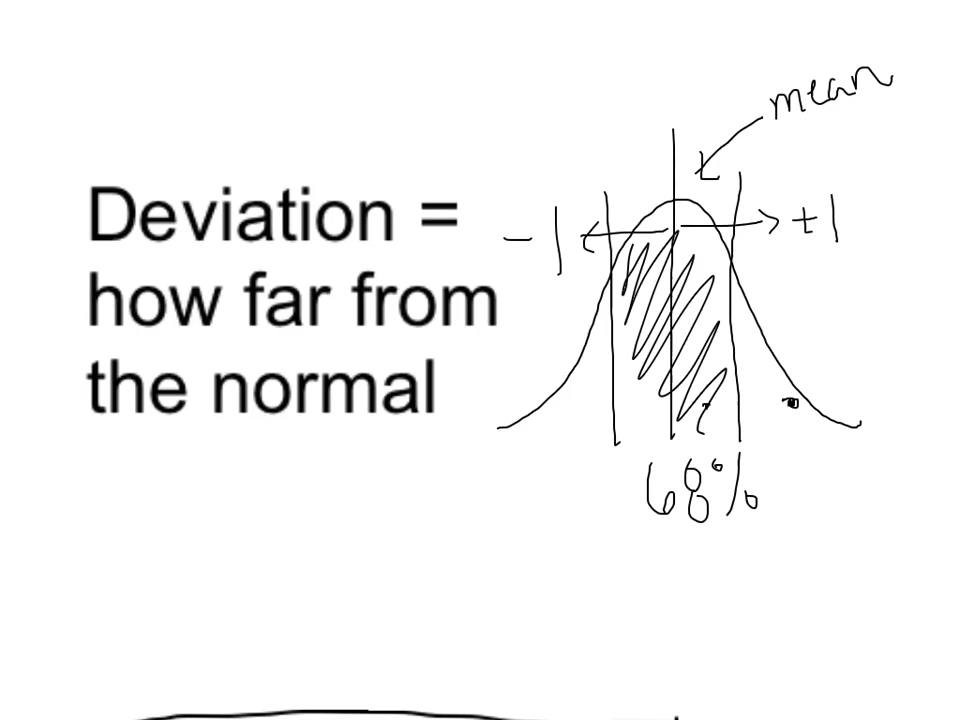 mean
Deviation =
how far from
the normal
-1
+1
68%